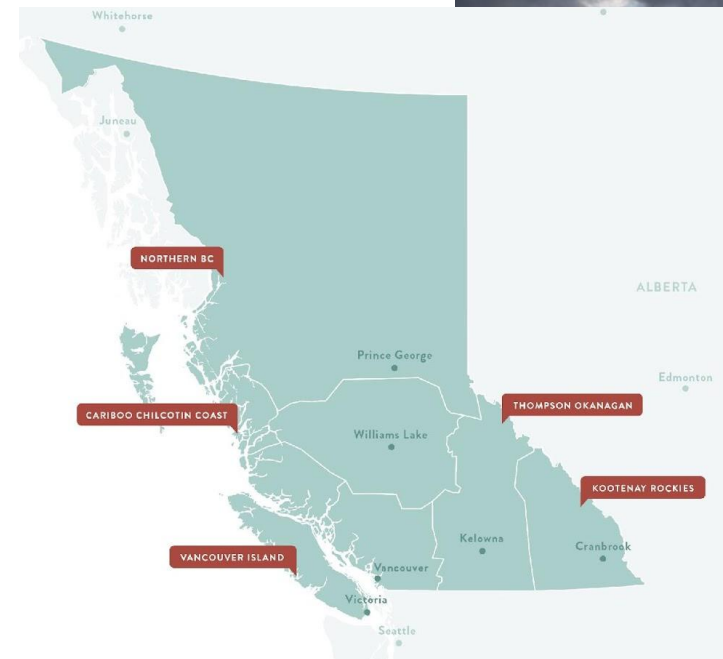 Whitehorse
Juneau
NORTHERN BC
ALBERTA
Prince George
Edmonton
THOMPSON OKANAGAN
CARIBOO CHILCOTIN COAST
Williams Lake
KOOTENAY ROCKIES
Kelowna
Cranbrook
VANCOUVER ISLAND
Vancouver
Victoria
Seattle